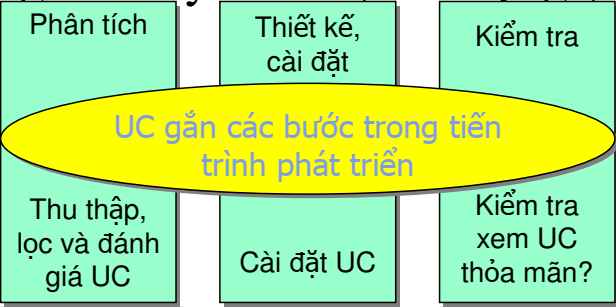 Phân tích
Thiết kế,
cài đặt
Kiểm tra
UC gắn các bước trong tiến
trình phát triển
Thu thập,
lọc và đánh
giá UC
Cài đặt UC
Kiểm tra
xem UC
thỏa mãn?